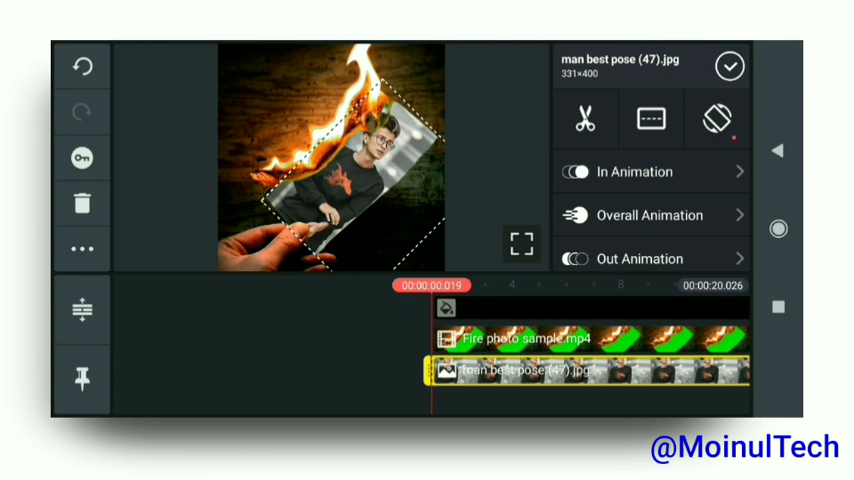 man best pose (47).jpg
331×400
In Animation
Overall Animation
Out Animation
00:00:00.019
4
8
00:00:20.026
Fire photo sample.mp4
man best pose (47).jpg
@MoinulTech